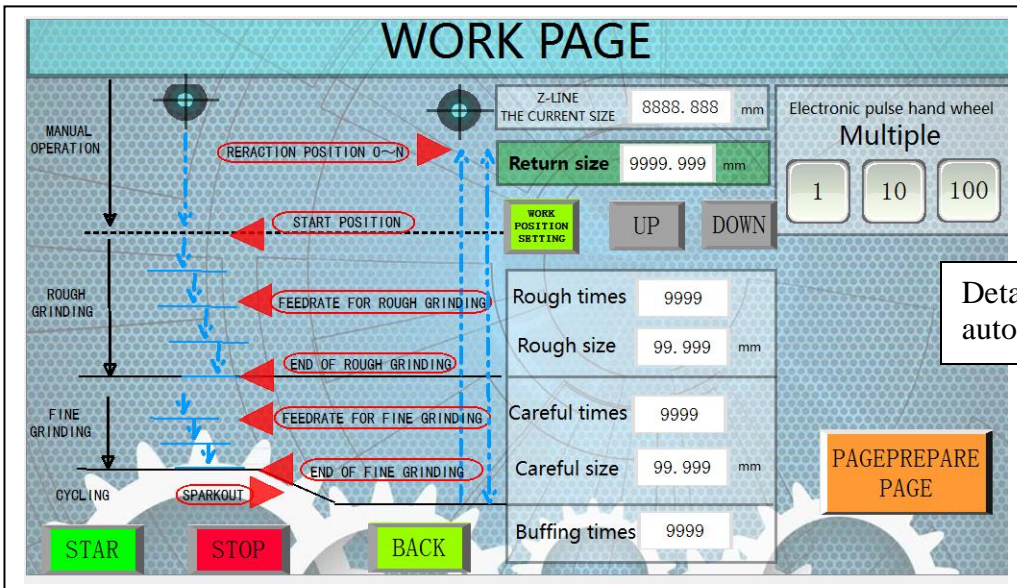 WORK PAGE
MANUAL
OPERATION
RERACTION POSITION 0~N
START POSITION
ROUGH
GRINDING
FEEDRATE FOR ROUGH GRINDING
END OF ROUGH GRINDING
FINE
GRINDING
FEEDRATE FOR FINE GRINDING
END OF FINE GRINDING
CYCLING
SPARKOUT
Z-LINE
THE CURRENT SIZE
8888.888 mm
Return size 9999.999 mm
WORK
POSITION
SETTING
UP
DOWN
Electronic pulse hand wheel
Multiple
1 10 100
Rough times 9999
Rough size 99.999 mm
Careful times 9999
Careful size 99.999 mm
Buffing times 9999
Deta
auto
PAGEPREPARE
PAGE
STAR
STOP
BACK